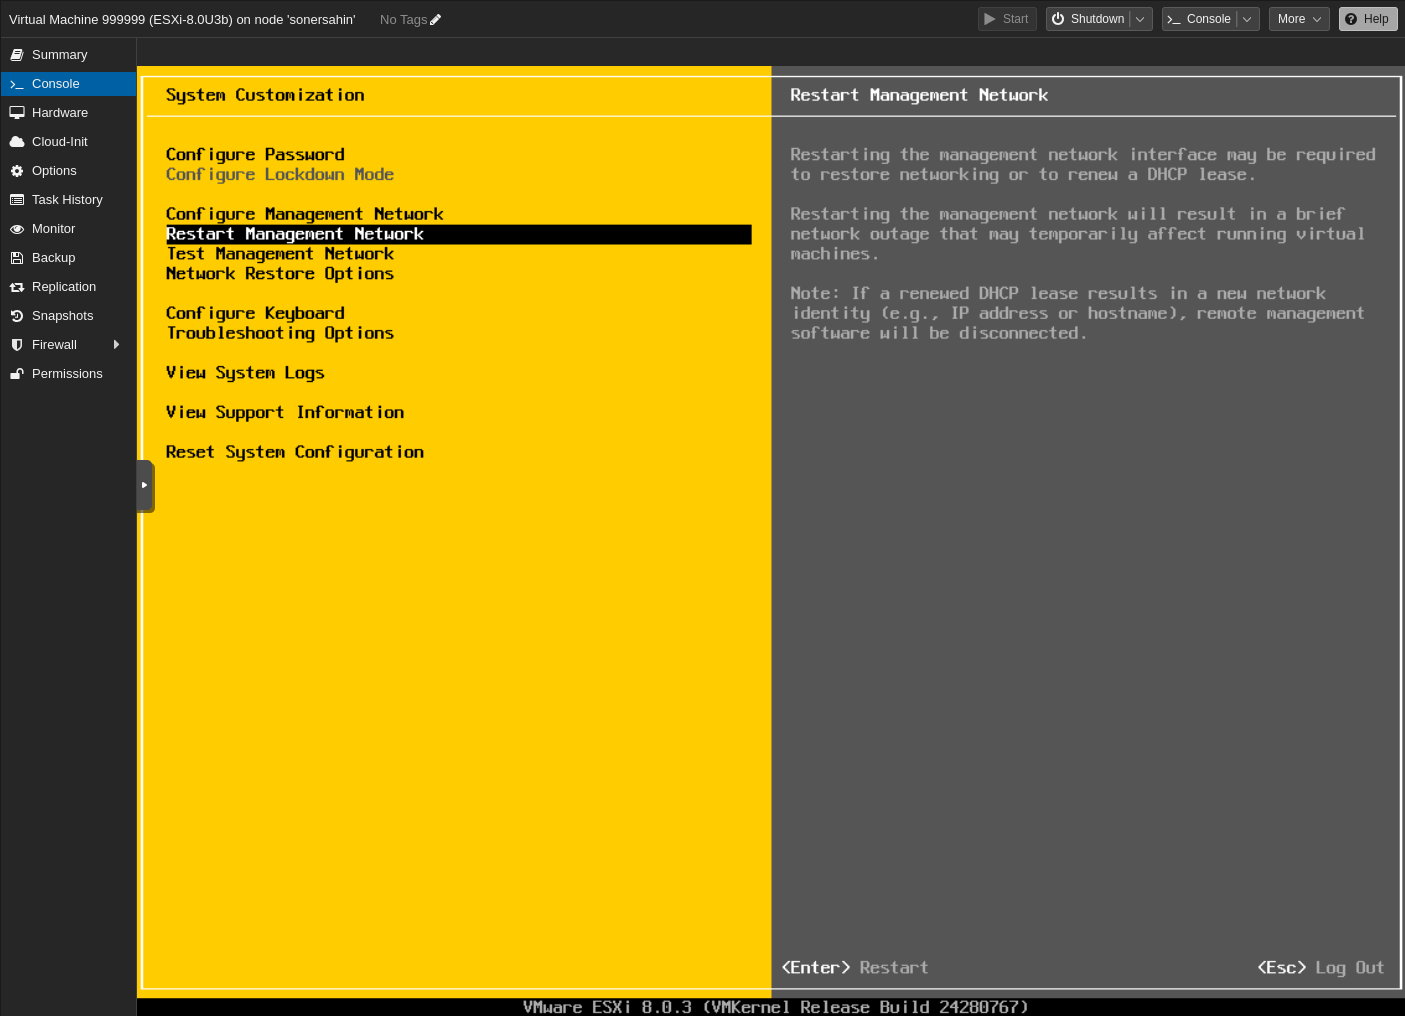 Virtual Machine 999999 (ESXi-8.0U3b) on node 'sonersahin'
No Tags
Start
Shutdown
Console
More
Help
Summary
Console
Hardware
Cloud-Init
Options
Task History
Monitor
Backup
Replication
Snapshots
Firewall
Permissions
System Customization
Configure Password
Configure Lockdown Mode
Configure Management Network
Restart Management Network
Test Management Network
Network Restore Options
Configure Keyboard
Troubleshooting Options
View System Logs
View Support Information
Reset System Configuration
Restart Management Network
Restarting the management network interface may be required
to restore networking or to renew a DHCP lease.
Restarting the management network will result in a brief
network outage that may temporarily affect running virtual
machines.
Note: If a renewed DHCP lease results in a new network
identity (e.g., IP address or hostname), remote management
software will be disconnected.
<Enter> Restart
<Esc> Log Out
VMware ESXi 8.0.3 (VMKernel Release Build 24280767)